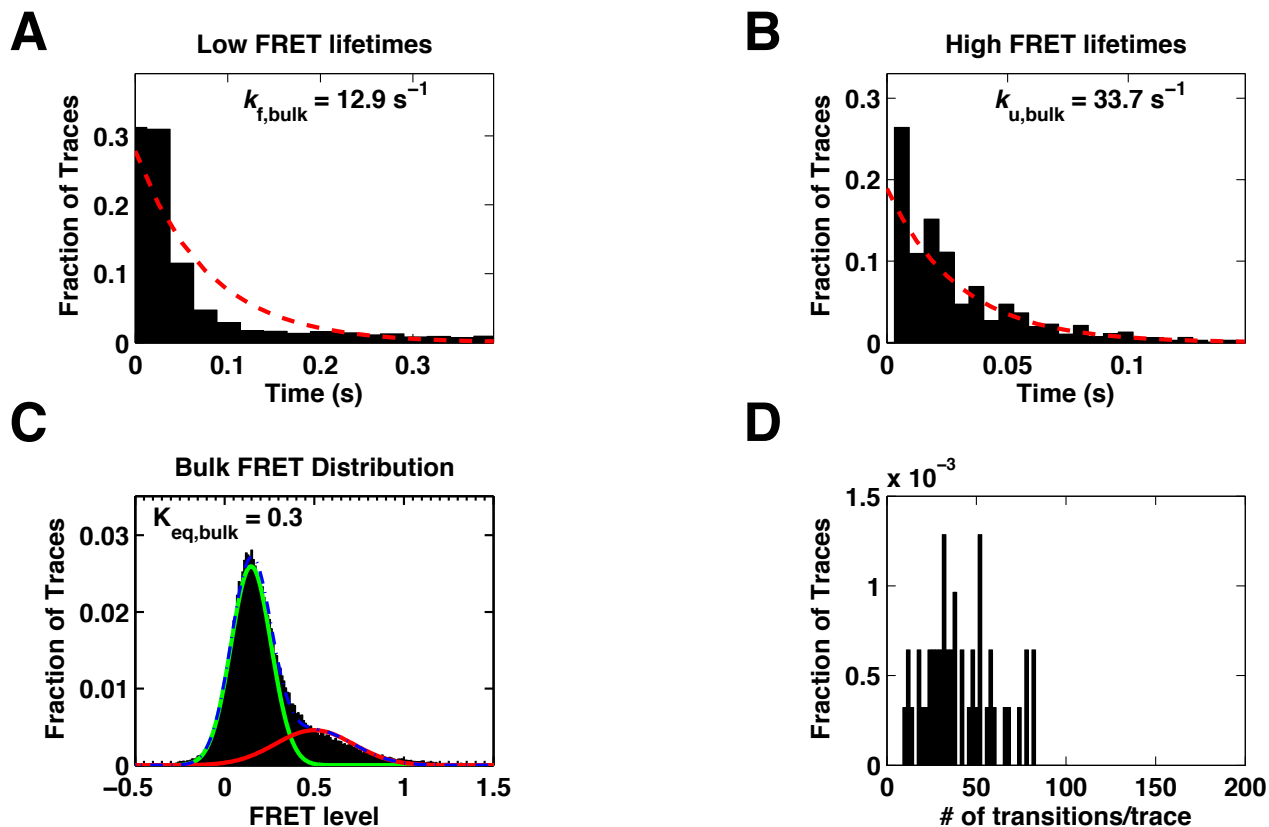 A
Low FRET lifetimes
k f,bulk = 12.9 s−1
Fraction of Traces
0.3
0.2
0.1
0
0
0.1
0.2
0.3
Time (s)
B
High FRET lifetimes
k u,bulk = 33.7 s−1
Fraction of Traces
0.3
0.2
0.1
0
0
0.05
0.1
Time (s)
C
Bulk FRET Distribution
K eq,bulk = 0.3
Fraction of Traces
0.03
0.02
0.01
0
−0.5
0
0.5
1
1.5
FRET level
D
x 10−3
Fraction of Traces
1.5
1
0.5
0
0
50
100
150
200
# of transitions/trace